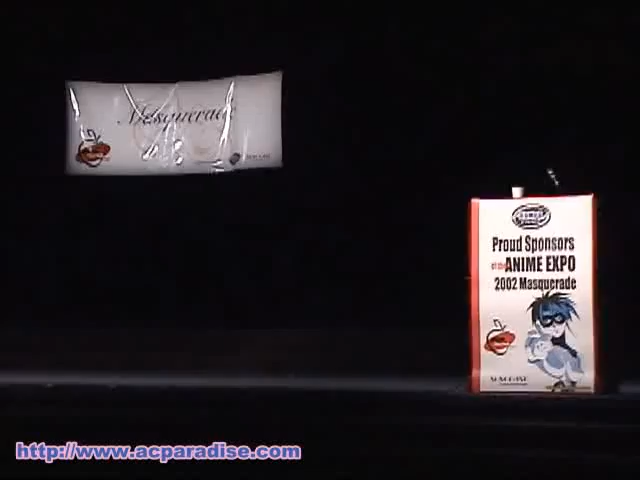 Masquerade
Proud Sponsors
of the ANIME EXPO
2002 Masquerade
http://www.acparadise.com